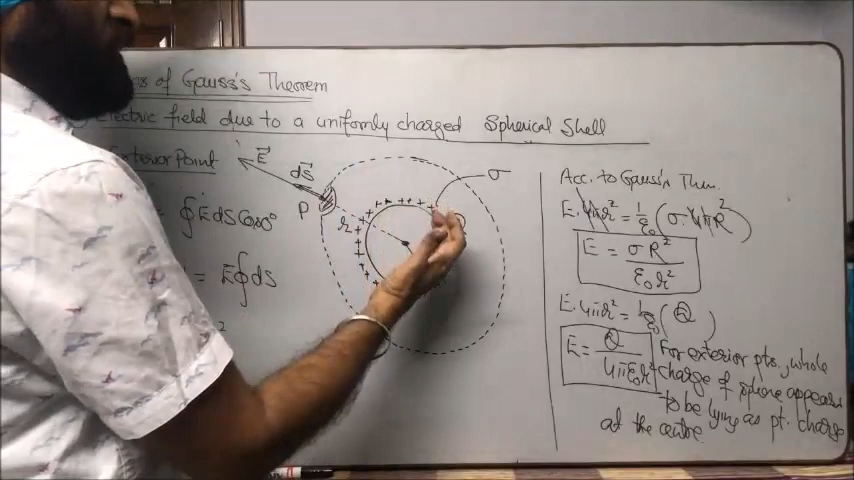 of Gauss's Theorem
Electric field due to a uniformly charged Spherical Shell
Exterior Point
E
dS
P
r
σ
= ∮ E dS Cos0°
= E ∮ dS
2
+ + + + + + +
Acc. to Gauss's Thm.
E. 4πr² = 1/ε₀ (σ. 4πR²)
E = σR² / ε₀r²
E. 4πr² = 1/ε₀ (Q)
E = Q / 4πε₀r²
For exterior pts., whole
charge of sphere appears
to be lying as pt. charge
at the centre.